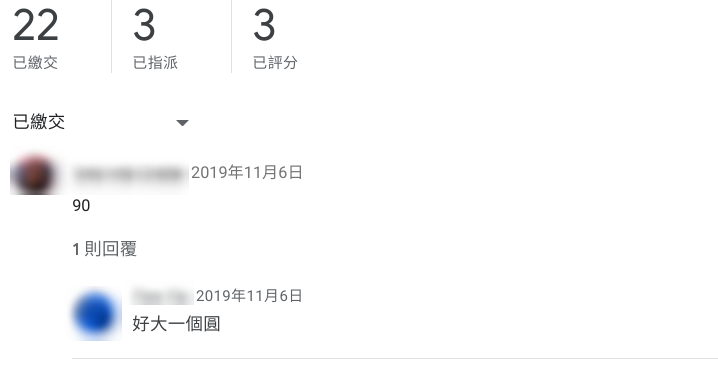 22 3 3
已繳交 已指派 已評分
已繳交
2019年11月6日
90
1 則回覆
2019年11月6日
好大一個圓